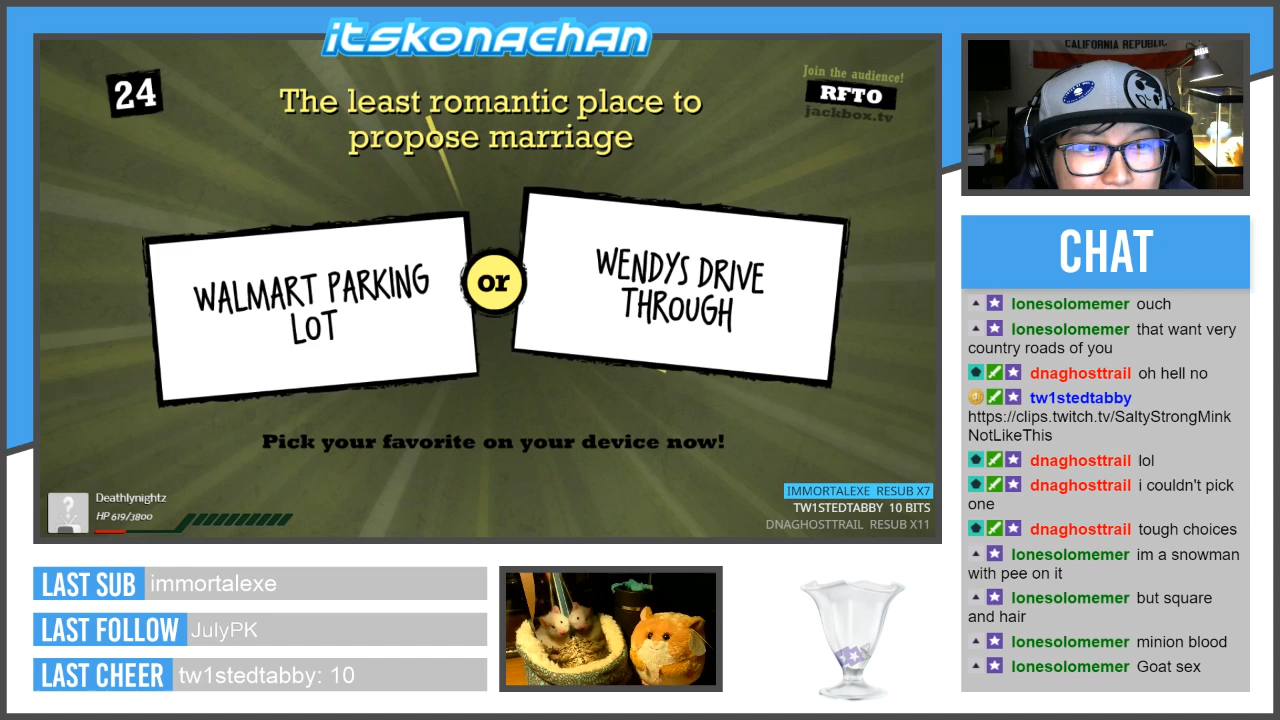 itskonachan
24
The least romantic place to
propose marriage
Join the audience!
RFTO
jackbox.tv
WALMART PARKING
LOT
or
WENDYS DRIVE
THROUGH
Pick your favorite on your device now!
Deathlynightz
HP 619/3800
IMMORTALEXE RESUB X7
TW1STEDTABBY 10 BITS
DNAGHOSTTRAIL RESUB X11
LAST SUB immortalexe
LAST FOLLOW JulyPK
LAST CHEER tw1stedtabby: 10
CALIFORNIA REPUBLIC
CHAT
lonesolomemer ouch
lonesolomemer that want very
country roads of you
dnaghosttrail oh hell no
tw1stedtabby
https://clips.twitch.tv/SaltyStrongMink
NotLikeThis
dnaghosttrail lol
dnaghosttrail i couldn't pick
one
dnaghosttrail tough choices
lonesolomemer im a snowman
with pee on it
lonesolomemer but square
and hair
lonesolomemer minion blood
lonesolomemer Goat sex